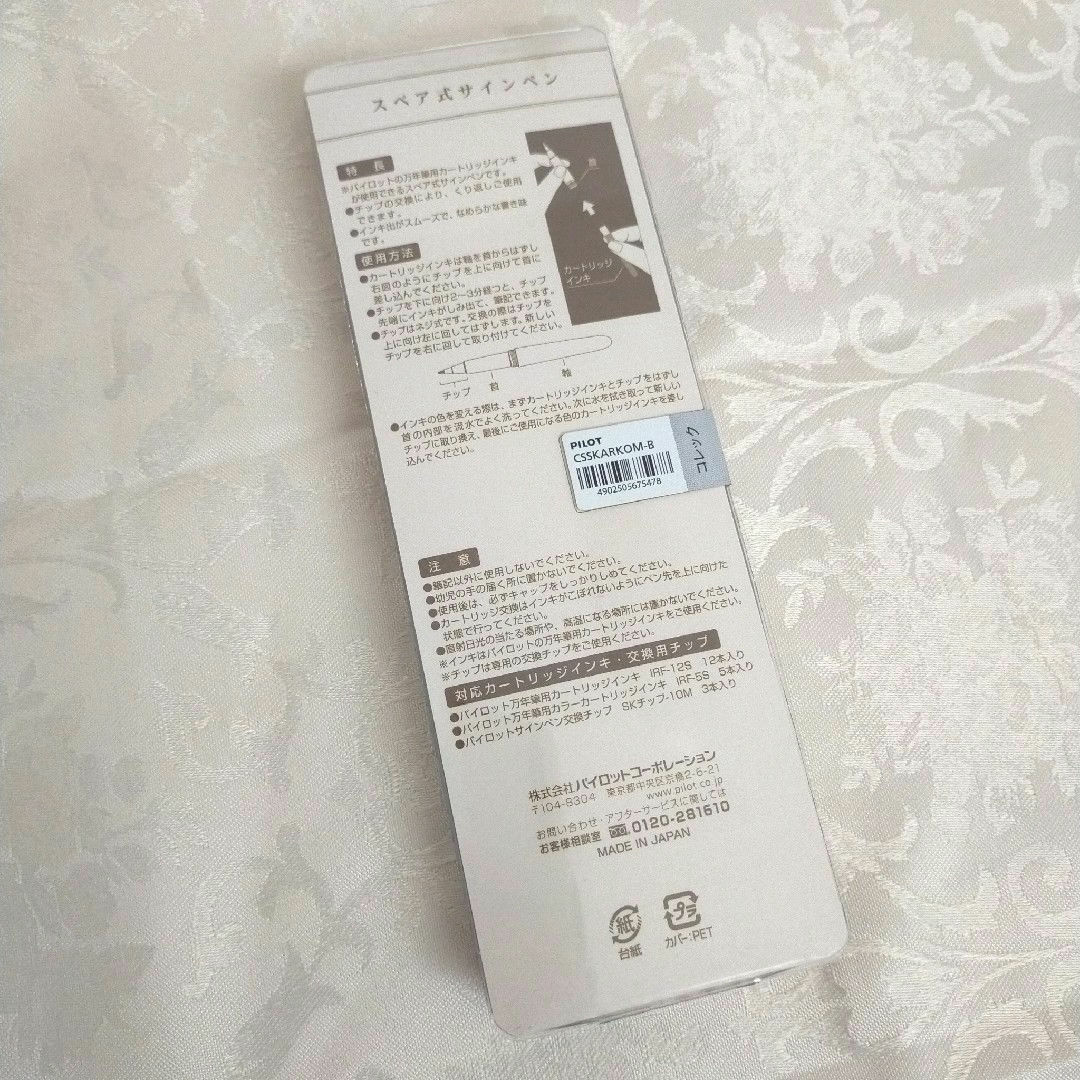 スペア式サインペン
特長
※パイロットの万年筆用カートリッジインキ
が使用できるスペア式サインペンです。
●チップの交換により、くり返しご使用
できます。
●インキ出がスムーズで、なめらかな書き味
です。
使用方法
●カートリッジインキは軸を首からはずし
右図のようにチップを上に向けて首に
差し込んでください。
●チップを下に向け2〜3分経つと、チップ
先端にインキがしみ出て、筆記できます。
●チップはネジ式です。交換の際はチップを
上に向け左に回してはずします。新しい
チップを右に回して取り付けてください。
首
カートリッジ
インキ
チップ
首
軸
●インキの色を変える際は、まずカートリッジインキとチップをはずし
首の内部を流水でよく洗ってください。次に水を拭き取って新しい
チップに取り換え、最後にご使用になる色のカートリッジインキを差し
込んでください。
PILOT
CSSKARKOM-B
4902505675478
コレック
注意
●筆記以外に使用しないでください。
●幼児の手の届く所に置かないでください。
●使用後は、必ずキャップをしっかりしめてください。
●カートリッジ交換はインキがこぼれないようにペン先を上に向けた
状態で行ってください。
●直射日光の当たる場所や、高温になる場所には置かないでください。
※インキはパイロットの万年筆用カートリッジインキをご使用ください。
※チップは専用の交換チップをご使用ください。
対応カートリッジインキ・交換用チップ
●パイロット万年筆用カートリッジインキ IRF-12S 12本入り
●パイロット万年筆用カラーカートリッジインキ IRF-5S 5本入り
●パイロットサインペン交換チップ SKチップ-10M 3本入り
株式会社パイロットコーポレーション
〒104-8304 東京都中央区京橋2-6-21
www.pilot.co.jp
お問い合わせ・アフターサービスに関しては
お客様相談室 0120-281610
MADE IN JAPAN
紙
台紙
プラ
カバー:PET